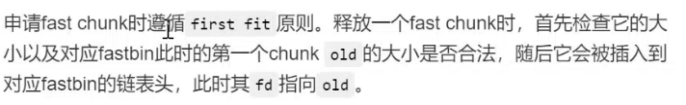 申请fast chunk时遵循 first fit 原则。释放一个fast chunk时，首先检查它的大
小以及对应fastbin此时的第一个chunk old 的大小是否合法，随后它会被插入到
对应fastbin的链表头，此时其 fd 指向 old 。